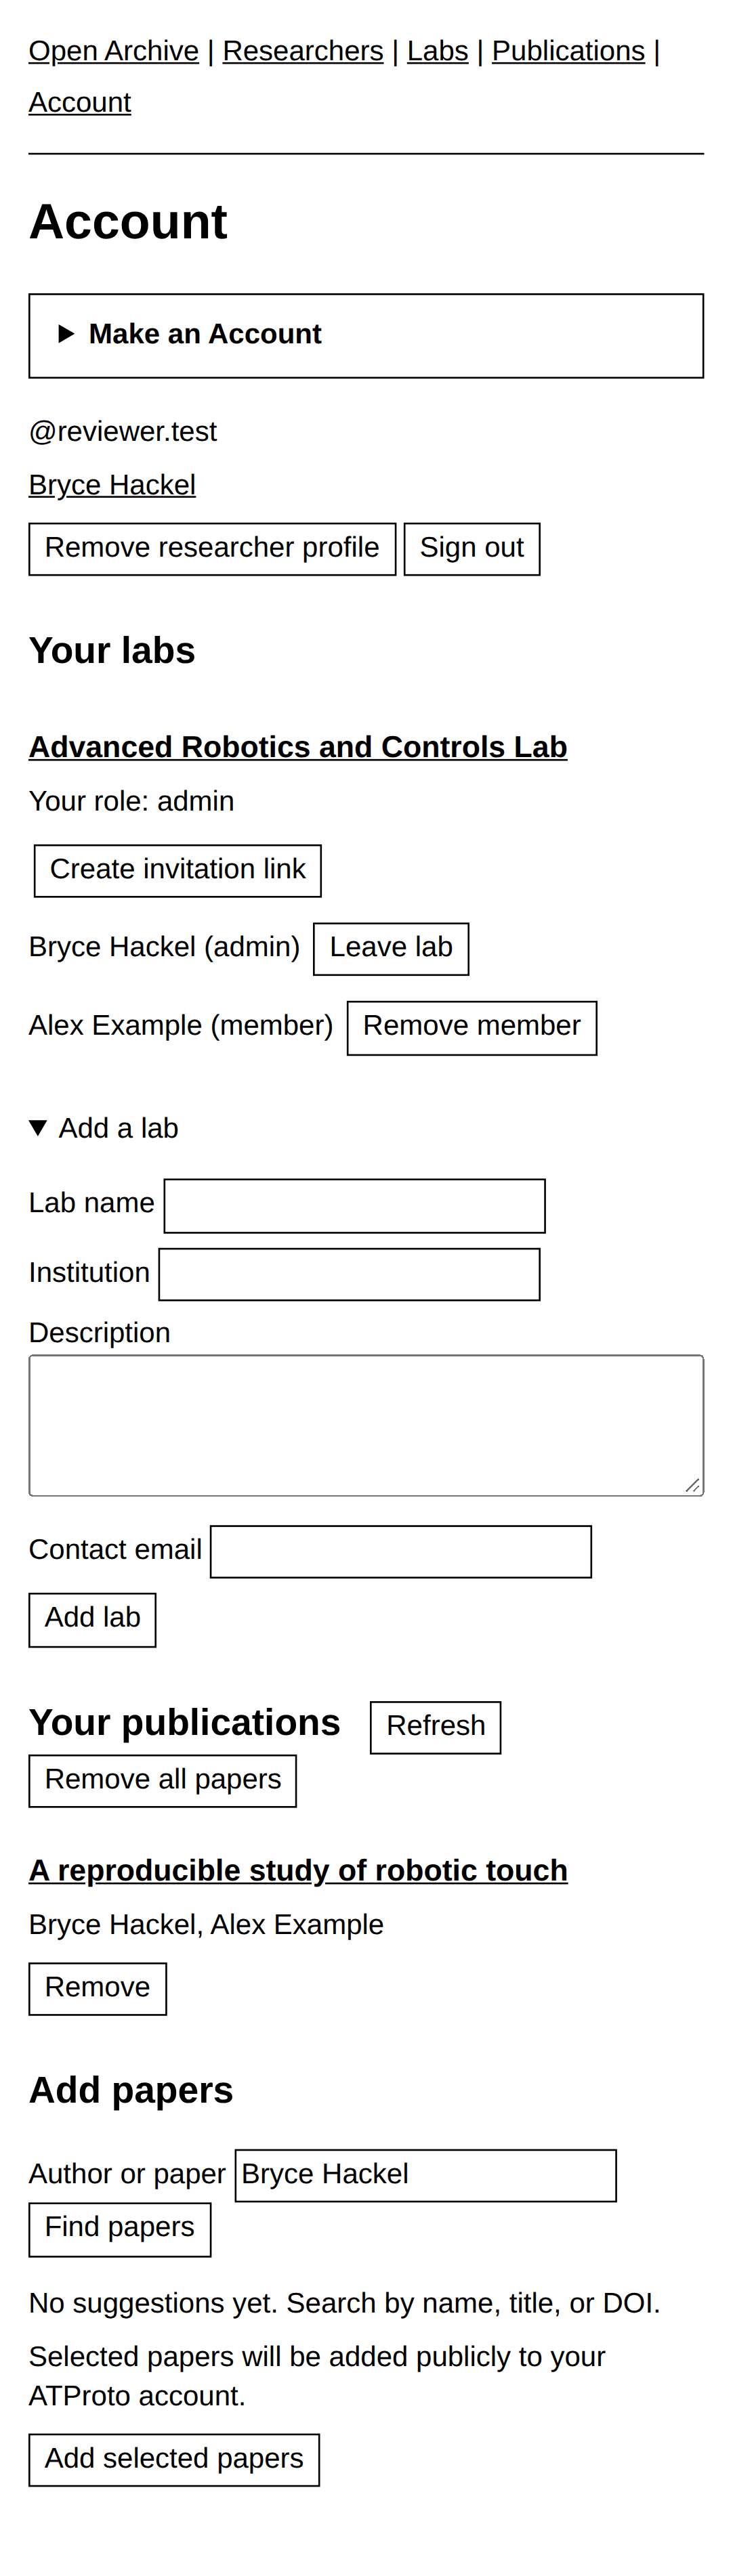 Open Archive | Researchers | Labs | Publications |
Account
Account
Make an Account
@reviewer.test
Bryce Hackel
Remove researcher profile Sign out
Your labs
Advanced Robotics and Controls Lab
Your role: admin
Create invitation link
Bryce Hackel (admin) Leave lab
Alex Example (member) Remove member
Add a lab
Lab name
Institution
Description
Contact email
Add lab
Your publications Refresh
Remove all papers
A reproducible study of robotic touch
Bryce Hackel, Alex Example
Remove
Add papers
Author or paper Bryce Hackel
Find papers
No suggestions yet. Search by name, title, or DOI.
Selected papers will be added publicly to your
ATProto account.
Add selected papers